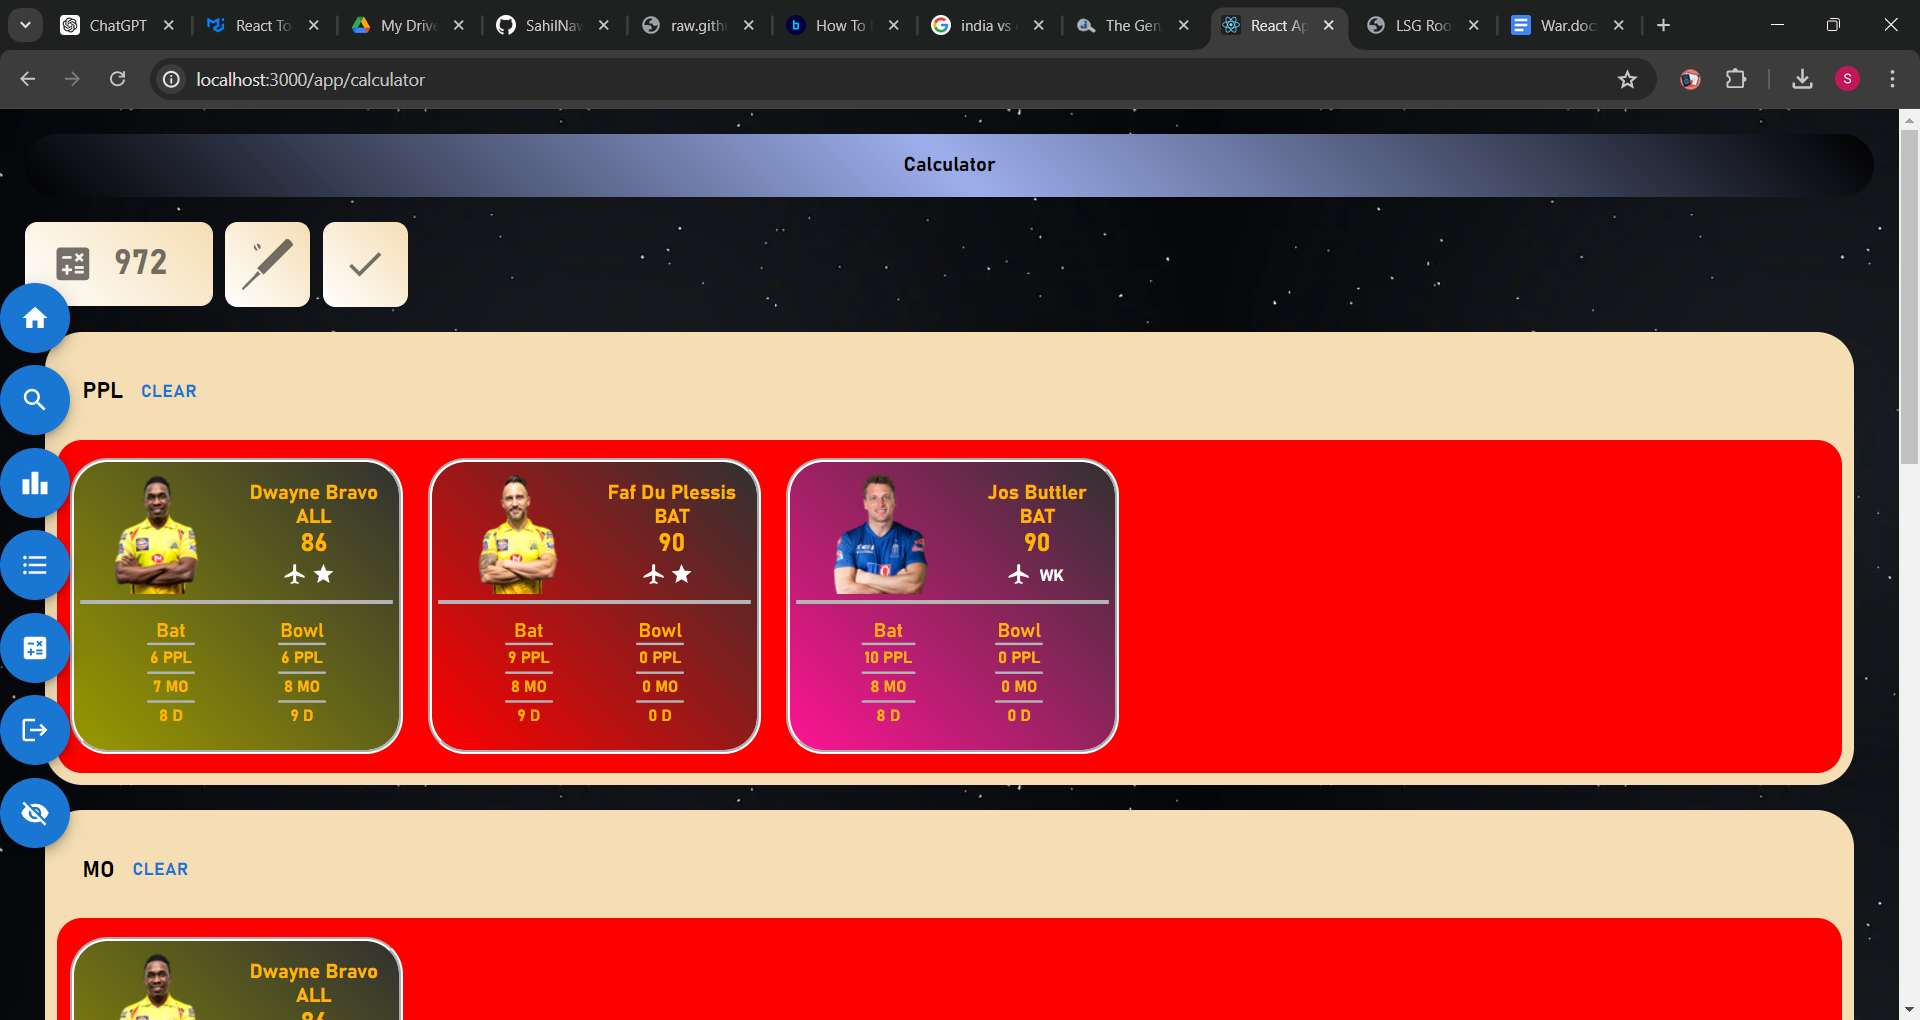 ChatGPT
React To
My Drive
SahilNaw
raw.gith
How To
india vs
The Gen
React Ap
LSG Roo
War.doc
localhost:3000/app/calculator
S
Calculator
972
PPL CLEAR
Dwayne Bravo
ALL
86
Bat Bowl
6 PPL 6 PPL
7 MO 8 MO
8 D 9 D
Faf Du Plessis
BAT
90
Bat Bowl
9 PPL 0 PPL
8 MO 0 MO
9 D 0 D
Jos Buttler
BAT
90
WK
Bat Bowl
10 PPL 0 PPL
8 MO 0 MO
8 D 0 D
MO CLEAR
Dwayne Bravo
ALL
86